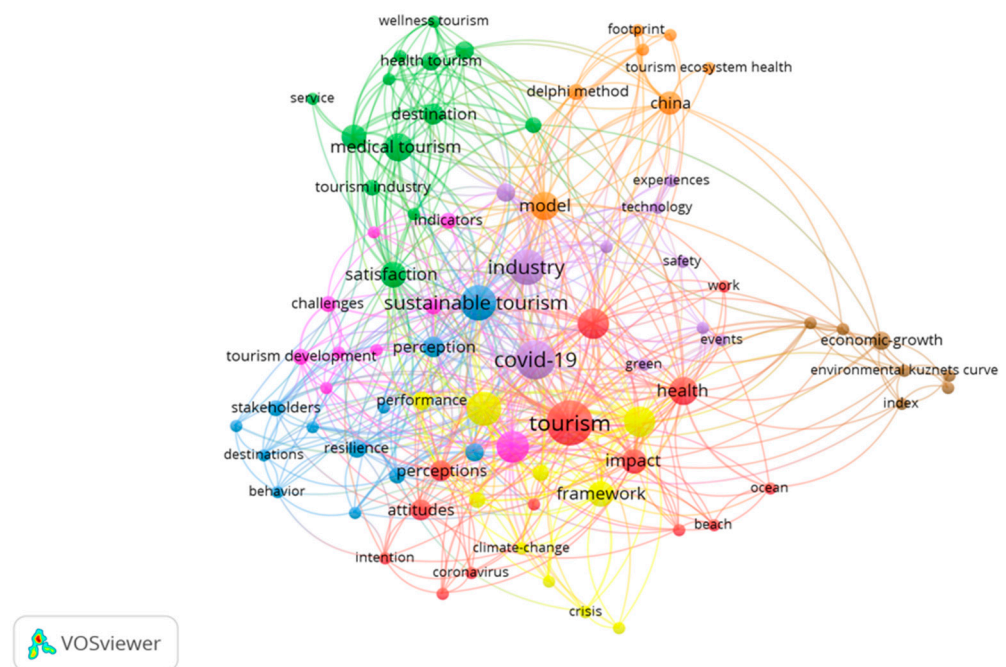 wellness tourism
footprint
health tourism
tourism ecosystem health
service
delphi method
destination
china
medical tourism
tourism industry
experiences
indicators
model
technology
satisfaction
industry
safety
challenges
sustainable tourism
work
tourism development
perception
covid-19
events
economic-growth
green
environmental kuznets curve
stakeholders
performance
health
index
tourism
destinations
resilience
perceptions
impact
behavior
framework
ocean
attitudes
beach
climate-change
intention
coronavirus
crisis
VOSviewer